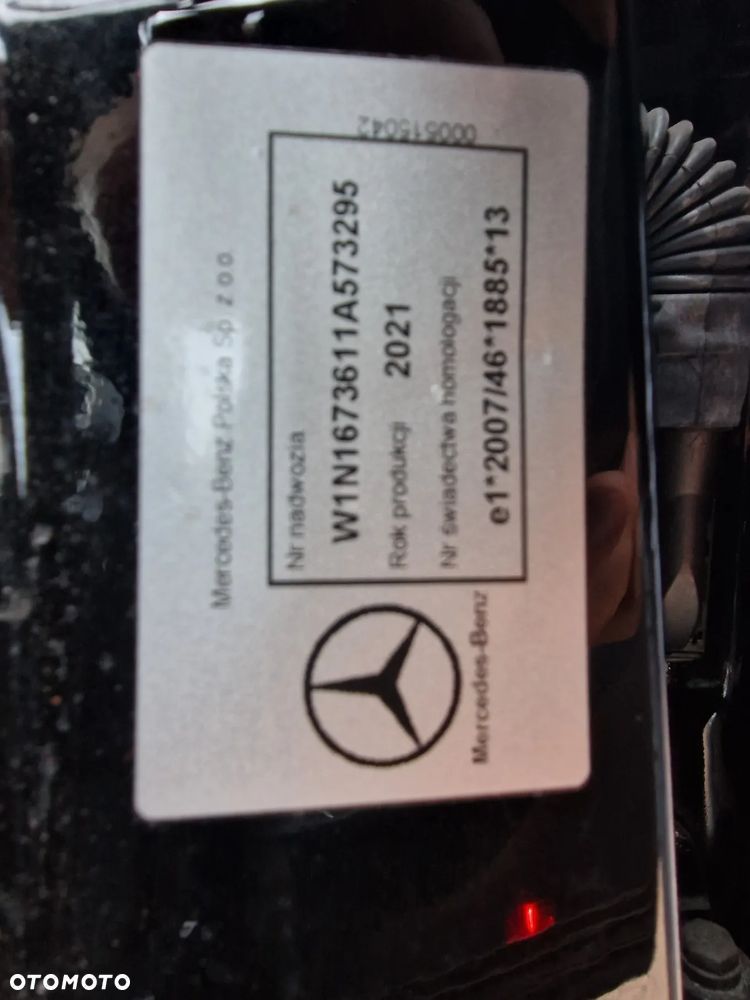 Mercedes-Benz Polska Sp. z o.o.
000515042
Nr nadwozia
W1N1673611A573295
Rok produkcji 2021
Nr świadectwa homologacji
e1*2007/46*1885*13
Mercedes-Benz
OTOMOTO